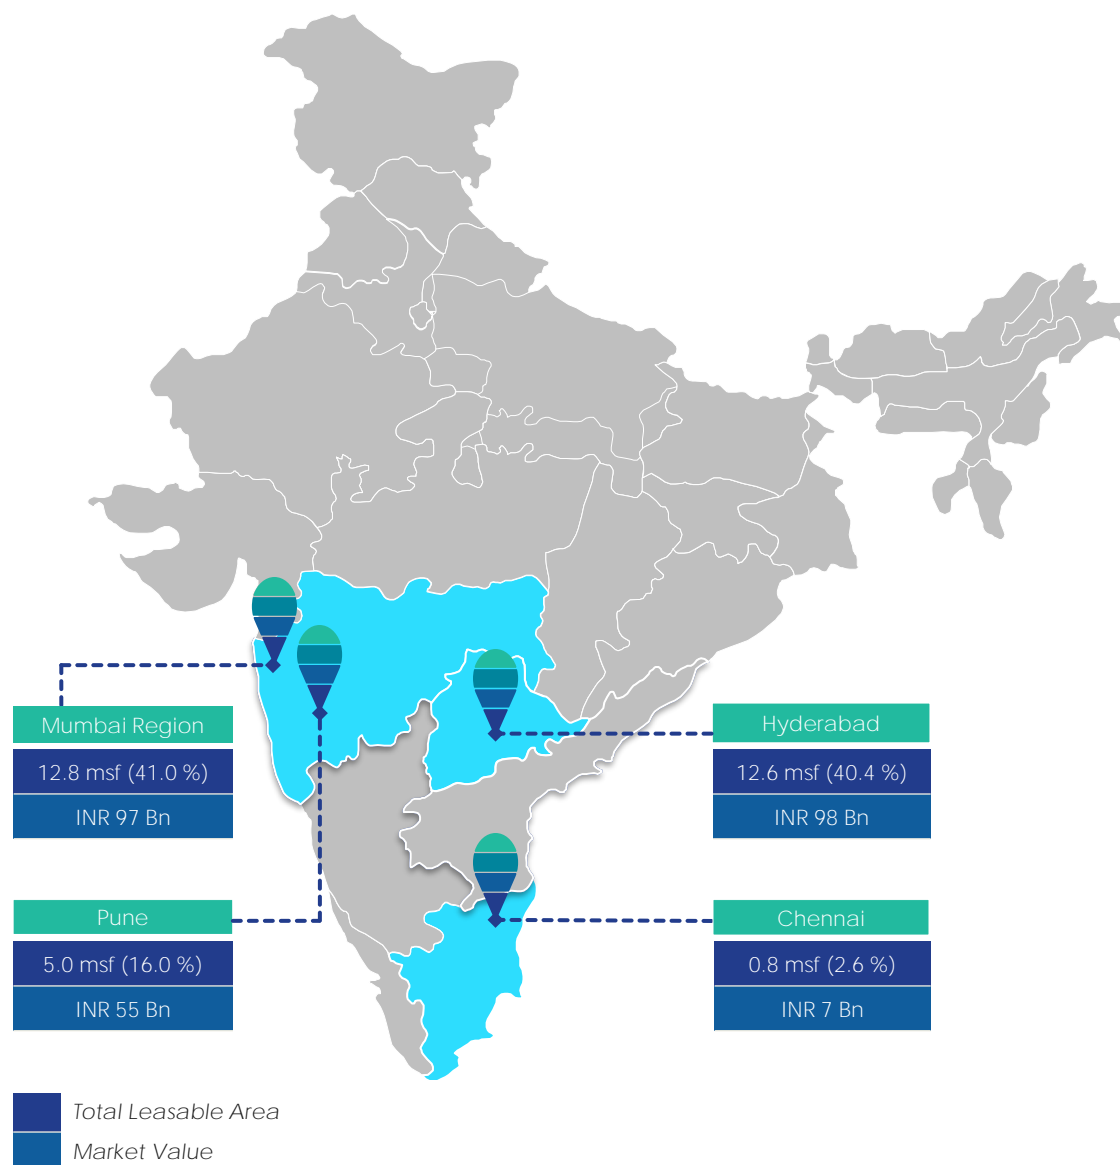 Mumbai Region
12.8 msf (41.0 %)
INR 97 Bn
Hyderabad
12.6 msf (40.4 %)
INR 98 Bn
Pune
5.0 msf (16.0 %)
INR 55 Bn
Chennai
0.8 msf (2.6 %)
INR 7 Bn
Total Leasable Area
Market Value